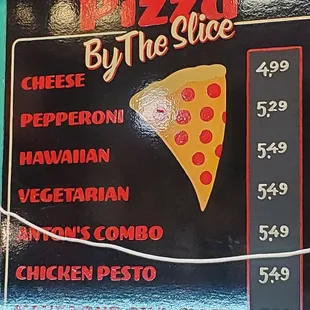 Pizza
By The Slice
CHEESE 4.99
PEPPERONI 5.29
HAWAIIAN 5.49
VEGETARIAN 5.49
ANTON'S COMBO 5.49
CHICKEN PESTO 5.49